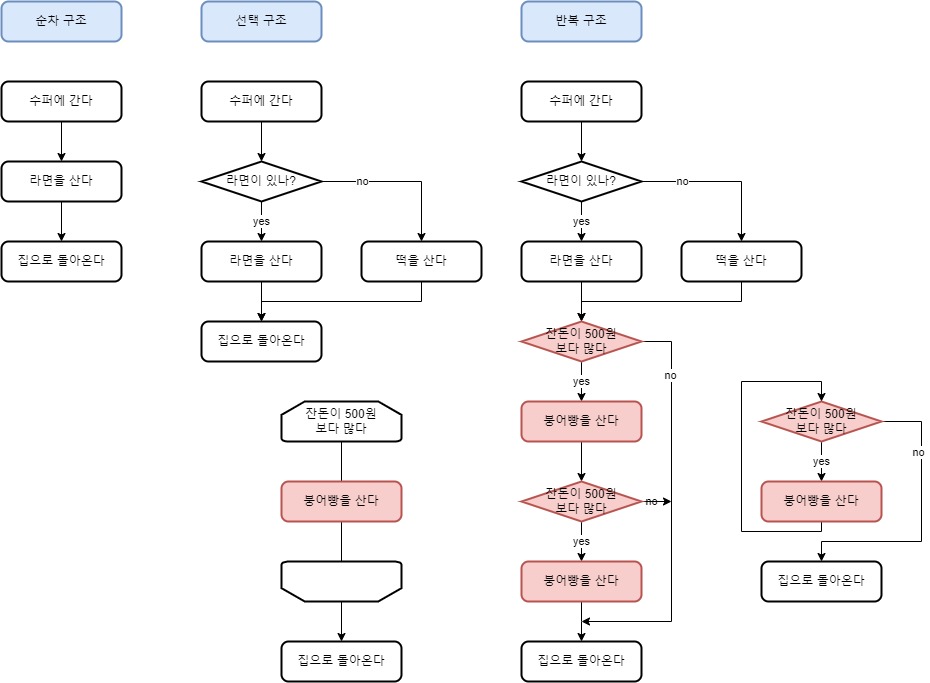 순차 구조
선택 구조
반복 구조
수퍼에 간다
수퍼에 간다
수퍼에 간다
라면을 산다
라면이 있나?
no
라면이 있나?
no
yes
yes
집으로 돌아온다
라면을 산다
떡을 산다
라면을 산다
떡을 산다
집으로 돌아온다
잔돈이 500원
보다 많다
no
yes
잔돈이 500원
보다 많다
붕어빵을 산다
잔돈이 500원
보다 많다
no
yes
붕어빵을 산다
잔돈이 500원
보다 많다
no
붕어빵을 산다
yes
붕어빵을 산다
집으로 돌아온다
집으로 돌아온다
집으로 돌아온다